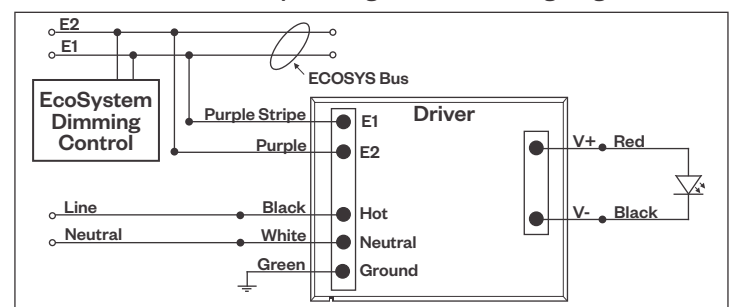 E2
E1
ECOSYS Bus
EcoSystem
Dimming
Control
Driver
Purple Stripe
E1
Purple
E2
V+
Red
Line
Black
Hot
V-
Black
Neutral
White
Neutral
Green
Ground